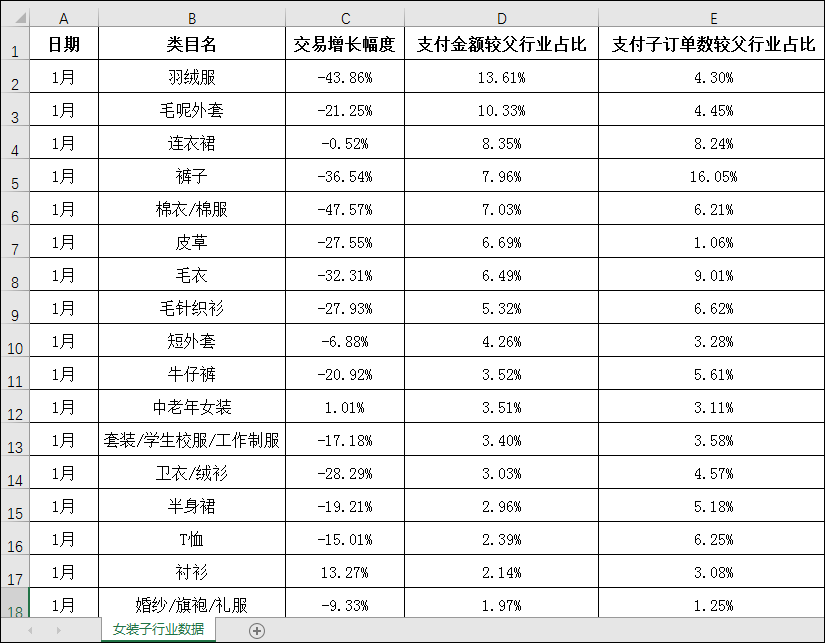 A B C D E
1 日期 类目名 交易增长幅度 支付金额较父行业占比 支付子订单数较父行业占比
2 1月 羽绒服 -43.86% 13.61% 4.30%
3 1月 毛呢外套 -21.25% 10.33% 4.45%
4 1月 连衣裙 -0.52% 8.35% 8.24%
5 1月 裤子 -36.54% 7.96% 16.05%
6 1月 棉衣/棉服 -47.57% 7.03% 6.21%
7 1月 皮草 -27.55% 6.69% 1.06%
8 1月 毛衣 -32.31% 6.49% 9.01%
9 1月 毛针织衫 -27.93% 5.32% 6.62%
10 1月 短外套 -6.88% 4.26% 3.28%
11 1月 牛仔裤 -20.92% 3.52% 5.61%
12 1月 中老年女装 1.01% 3.51% 3.11%
13 1月 套装/学生校服/工作制服 -17.18% 3.40% 3.58%
14 1月 卫衣/绒衫 -28.29% 3.03% 4.57%
15 1月 半身裙 -19.21% 2.96% 5.18%
16 1月 T恤 -15.01% 2.39% 6.25%
17 1月 衬衫 13.27% 2.14% 3.08%
18 1月 婚纱/旗袍/礼服 -9.33% 1.97% 1.25%
女装子行业数据